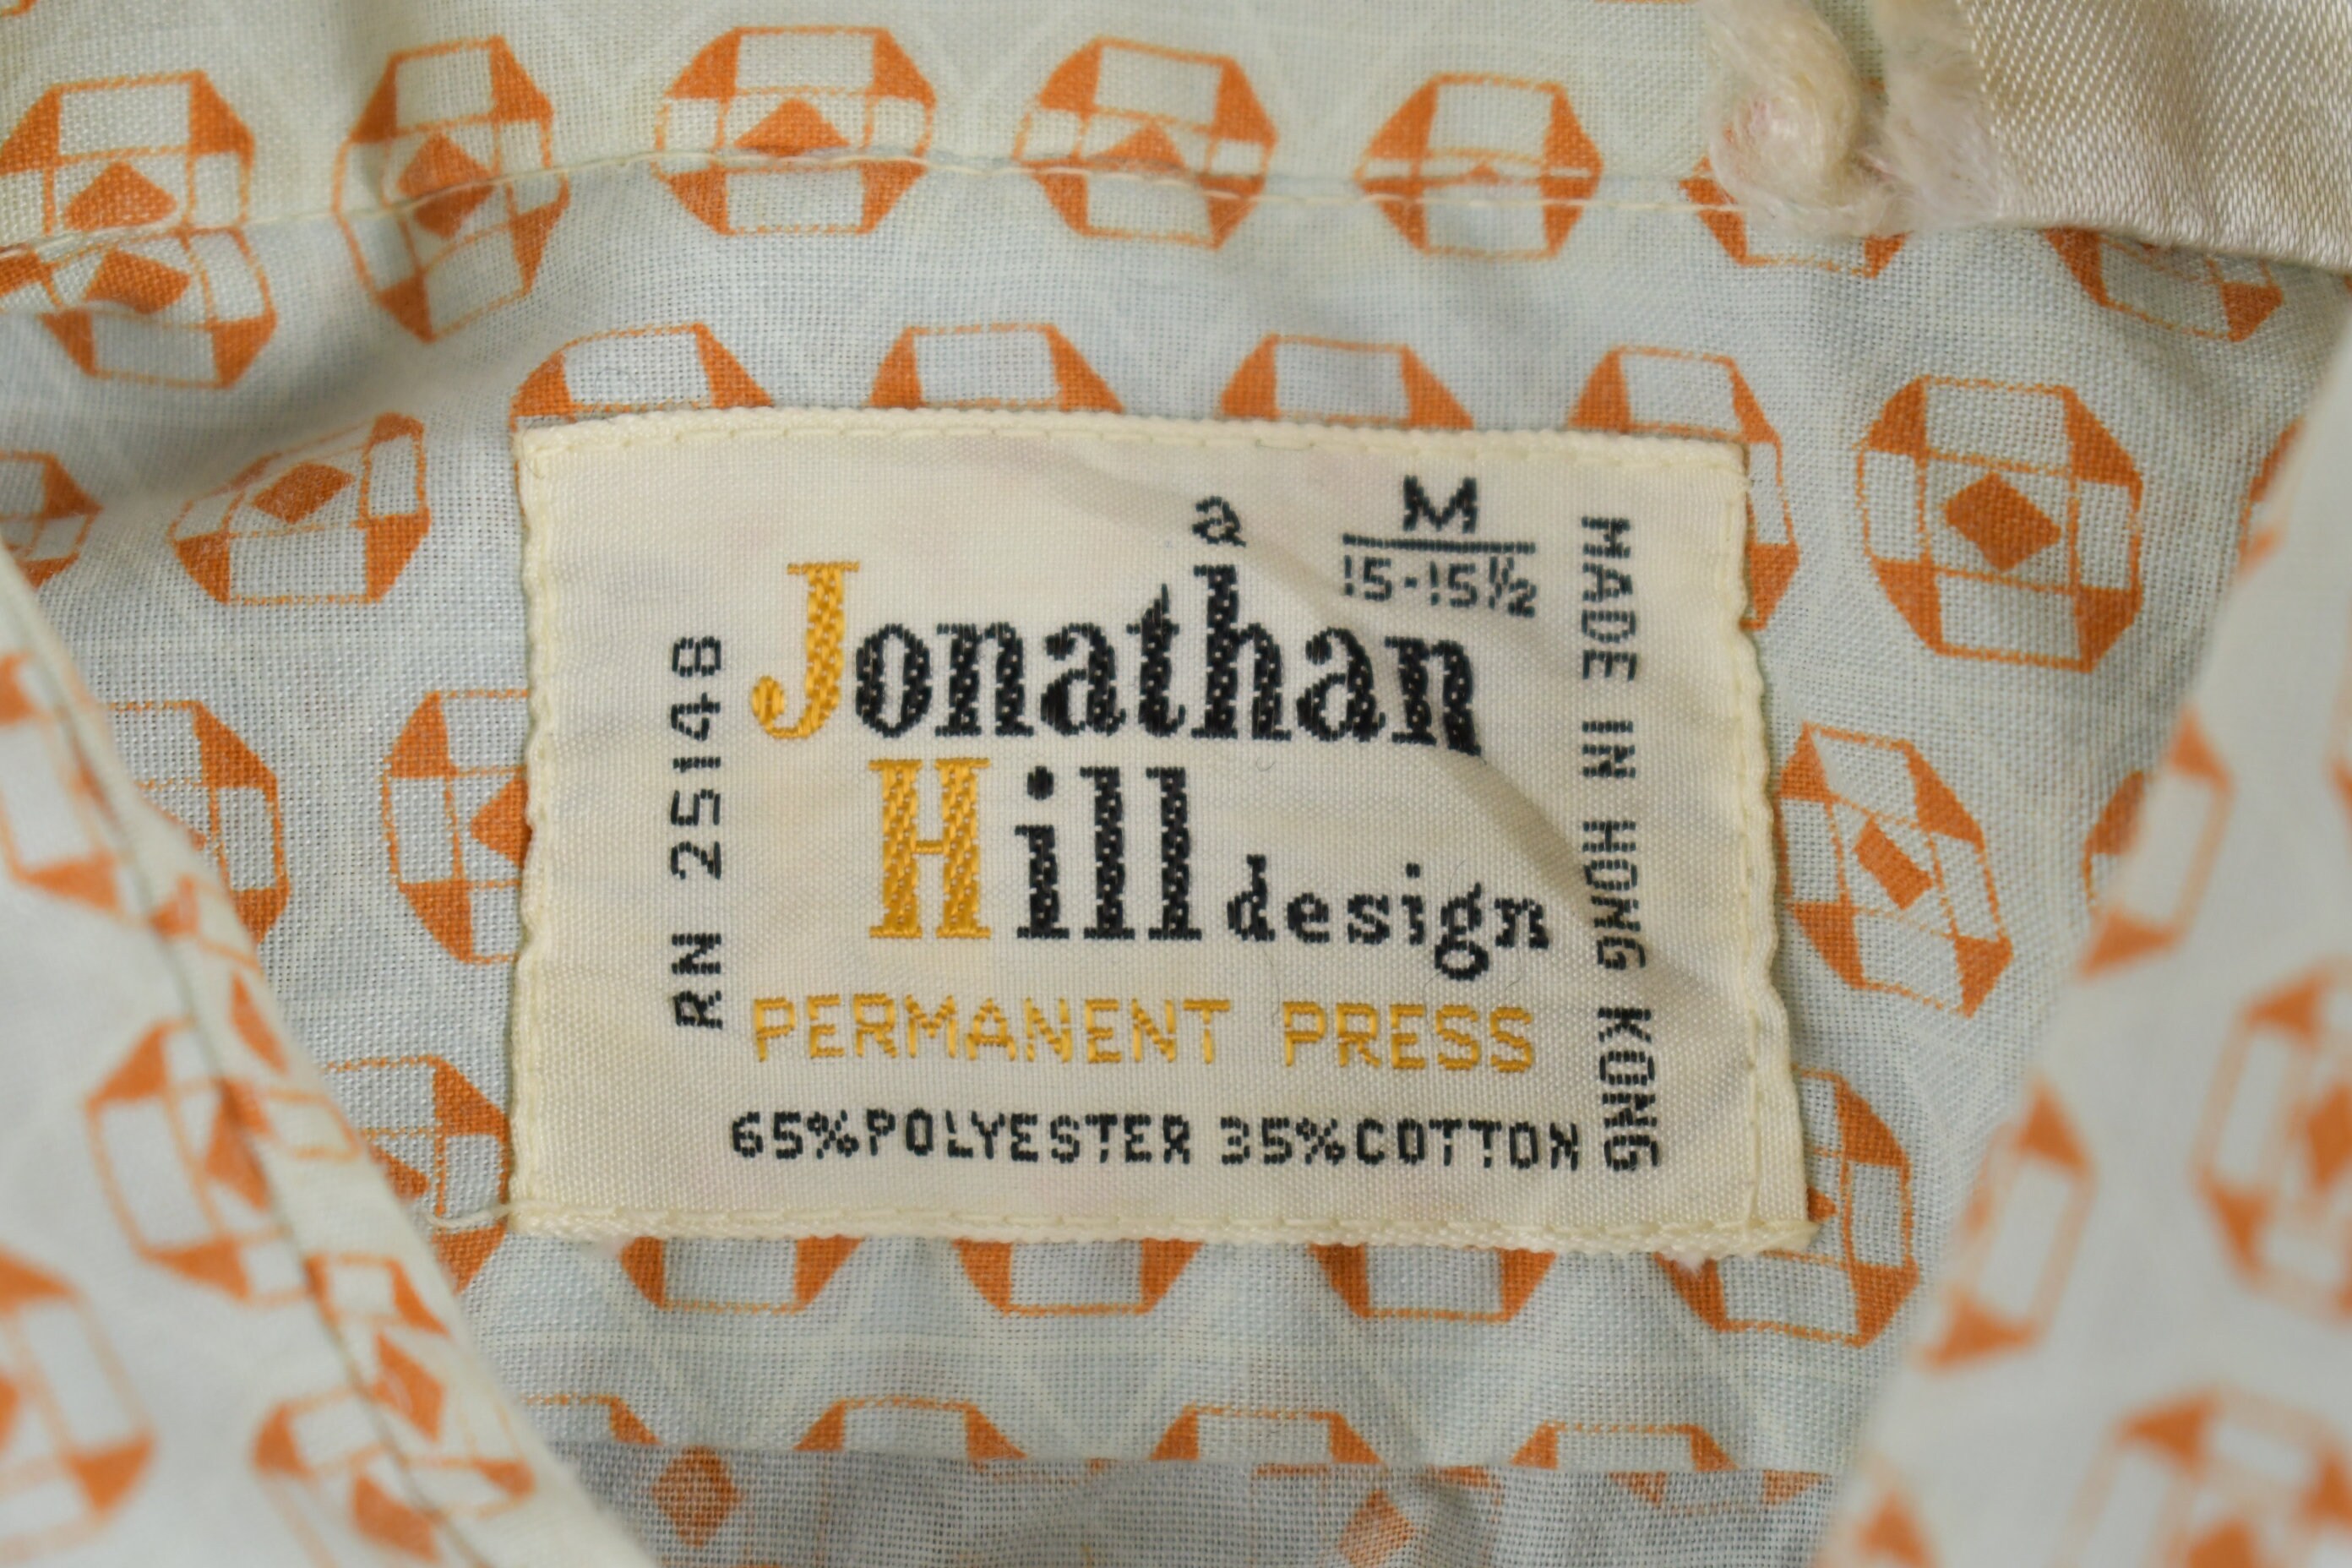 a
M
15-15½
Jonathan
Hill design
PERMANENT PRESS
65% POLYESTER 35% COTTON
RN 25148
MADE IN HONG KONG